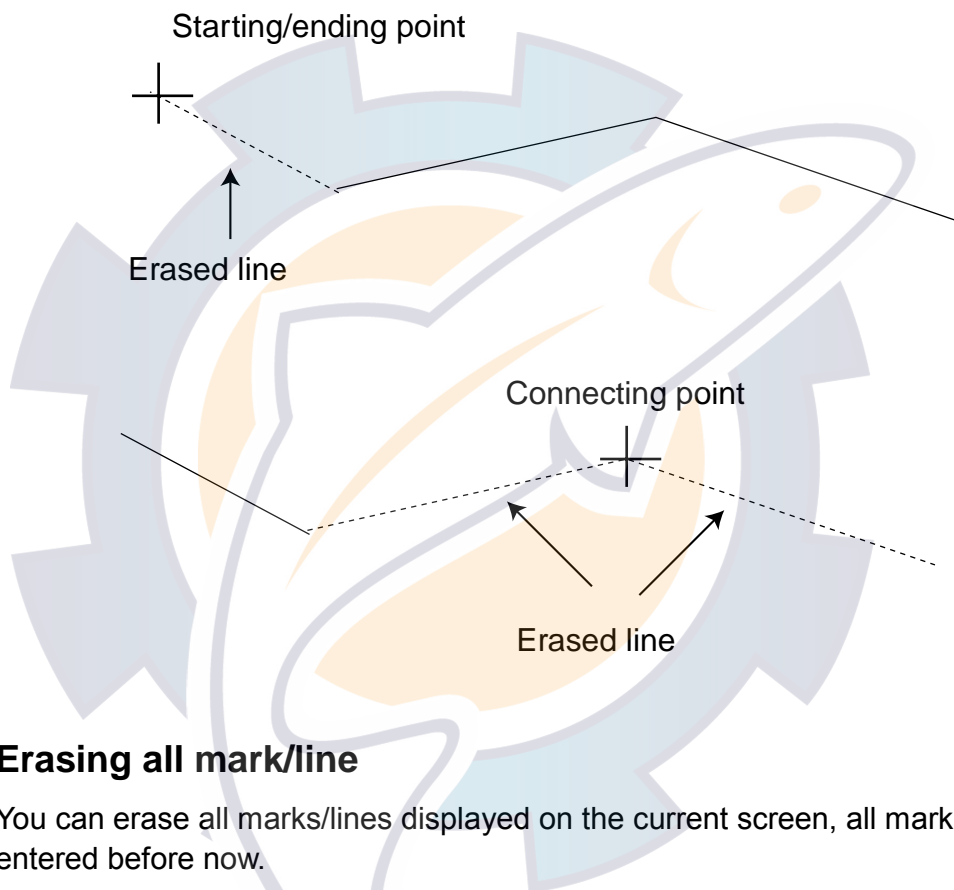 Starting/ending point
Erased line
Connecting point
Erased line
Erasing all mark/line
You can erase all marks/lines displayed on the current screen, all mark
entered before now.